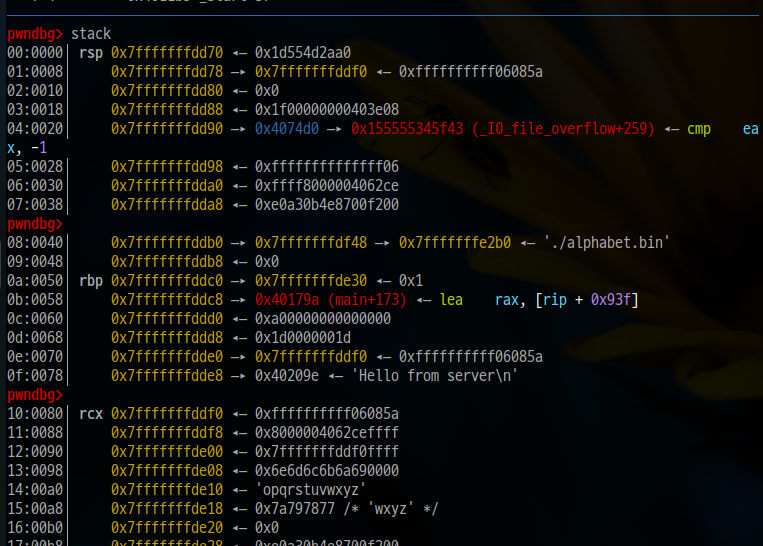 pwndbg> stack
00:0000│ rsp 0x7fffffffdd70 ◂— 0x1d554d2aa0
01:0008│     0x7fffffffdd78 —▸ 0x7fffffffddf0 ◂— 0xffffffffff06085a
02:0010│     0x7fffffffdd80 ◂— 0x0
03:0018│     0x7fffffffdd88 ◂— 0x1f00000000403e08
04:0020│     0x7fffffffdd90 —▸ 0x4074d0 —▸ 0x155555345f43 (_IO_file_overflow+259) ◂— cmp    ea
x, -1
05:0028│     0x7fffffffdd98 ◂— 0xffffffffffffff06
06:0030│     0x7fffffffdda0 ◂— 0xffff8000004062ce
07:0038│     0x7fffffffdda8 ◂— 0xe0a30b4e8700f200
pwndbg>
08:0040│     0x7fffffffddb0 —▸ 0x7fffffffdf48 —▸ 0x7fffffffe2b0 ◂— './alphabet.bin'
09:0048│     0x7fffffffddb8 ◂— 0x0
0a:0050│ rbp 0x7fffffffddc0 —▸ 0x7fffffffde30 ◂— 0x1
0b:0058│     0x7fffffffddc8 —▸ 0x40179a (main+173) ◂— lea    rax, [rip + 0x93f]
0c:0060│     0x7fffffffddd0 ◂— 0xa00000000000000
0d:0068│     0x7fffffffddd8 ◂— 0x1d0000001d
0e:0070│     0x7fffffffdde0 —▸ 0x7fffffffddf0 ◂— 0xffffffffff06085a
0f:0078│     0x7fffffffdde8 —▸ 0x40209e ◂— 'Hello from server\n'
pwndbg>
10:0080│ rcx 0x7fffffffddf0 ◂— 0xffffffffff06085a
11:0088│     0x7fffffffddf8 ◂— 0x8000004062ceffff
12:0090│     0x7fffffffde00 ◂— 0x7fffffffddf0ffff
13:0098│     0x7fffffffde08 ◂— 0x6e6d6c6b6a690000
14:00a0│     0x7fffffffde10 ◂— 'opqrstuvwxyz'
15:00a8│     0x7fffffffde18 ◂— 0x7a797877 /* 'wxyz' */
16:00b0│     0x7fffffffde20 ◂— 0x0